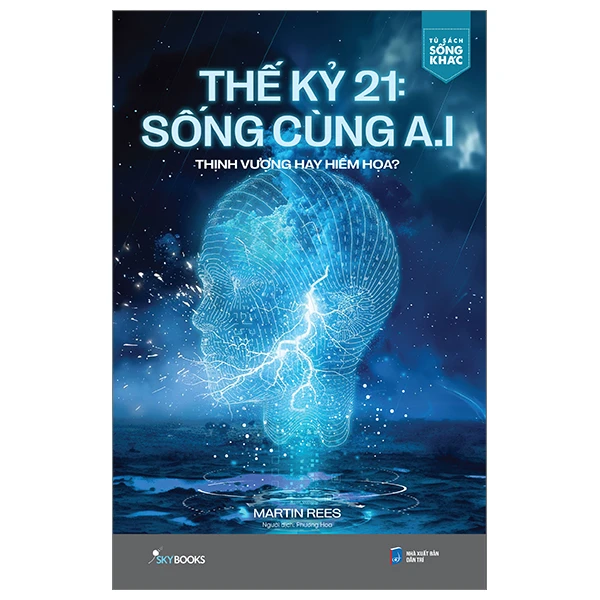 TỦ SÁCH
SỐNG
KHÁC
THẾ KỶ 21:
SỐNG CÙNG A.I
THỊNH VƯỢNG HAY HIỂM HỌA?
MARTIN REES
Người dịch: Phương Hoa
SKYBOOKS
NHÀ XUẤT BẢN
DÂN TRÍ